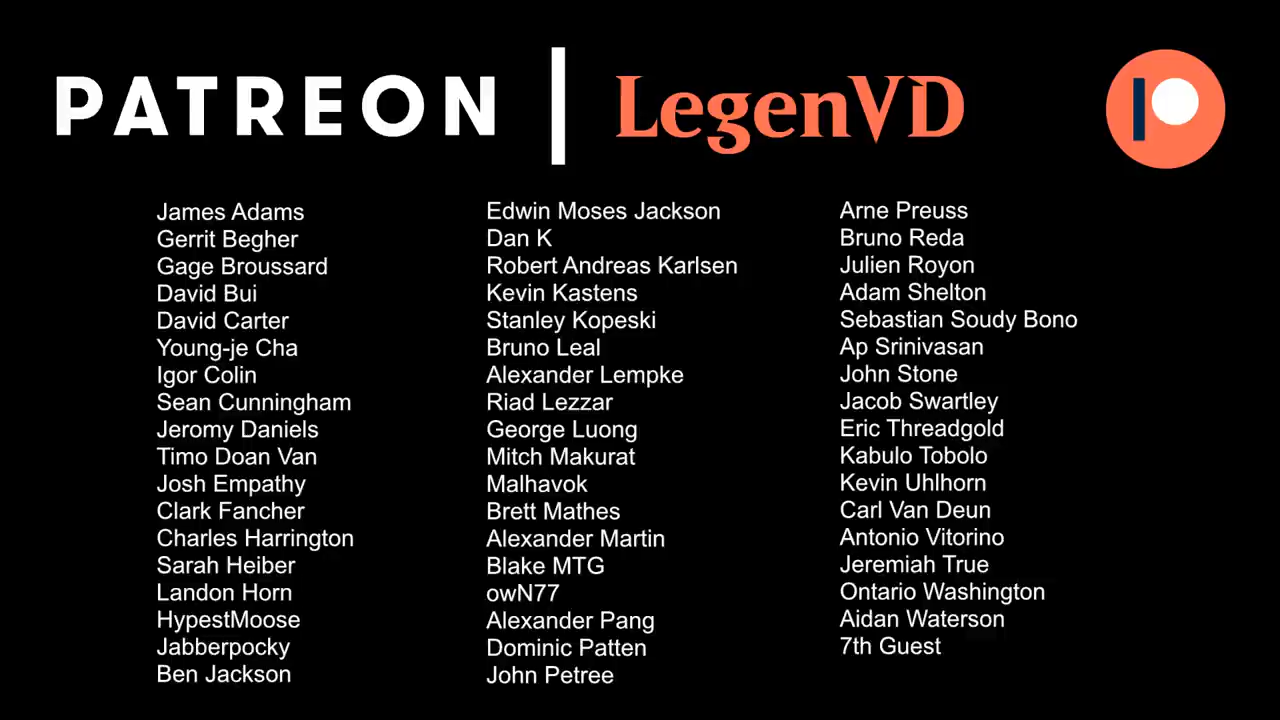 PATREON | LegenVD
James Adams
Gerrit Begher
Gage Broussard
David Bui
David Carter
Young-je Cha
Igor Colin
Sean Cunningham
Jeromy Daniels
Timo Doan Van
Josh Empathy
Clark Fancher
Charles Harrington
Sarah Heiber
Landon Horn
HypestMoose
Jabberpocky
Ben Jackson
Edwin Moses Jackson
Dan K
Robert Andreas Karlsen
Kevin Kastens
Stanley Kopeski
Bruno Leal
Alexander Lempke
Riad Lezzar
George Luong
Mitch Makurat
Malhavok
Brett Mathes
Alexander Martin
Blake MTG
owN77
Alexander Pang
Dominic Patten
John Petree
Arne Preuss
Bruno Reda
Julien Royon
Adam Shelton
Sebastian Soudy Bono
Ap Srinivasan
John Stone
Jacob Swartley
Eric Threadgold
Kabulo Tobolo
Kevin Uhlhorn
Carl Van Deun
Antonio Vitorino
Jeremiah True
Ontario Washington
Aidan Waterson
7th Guest